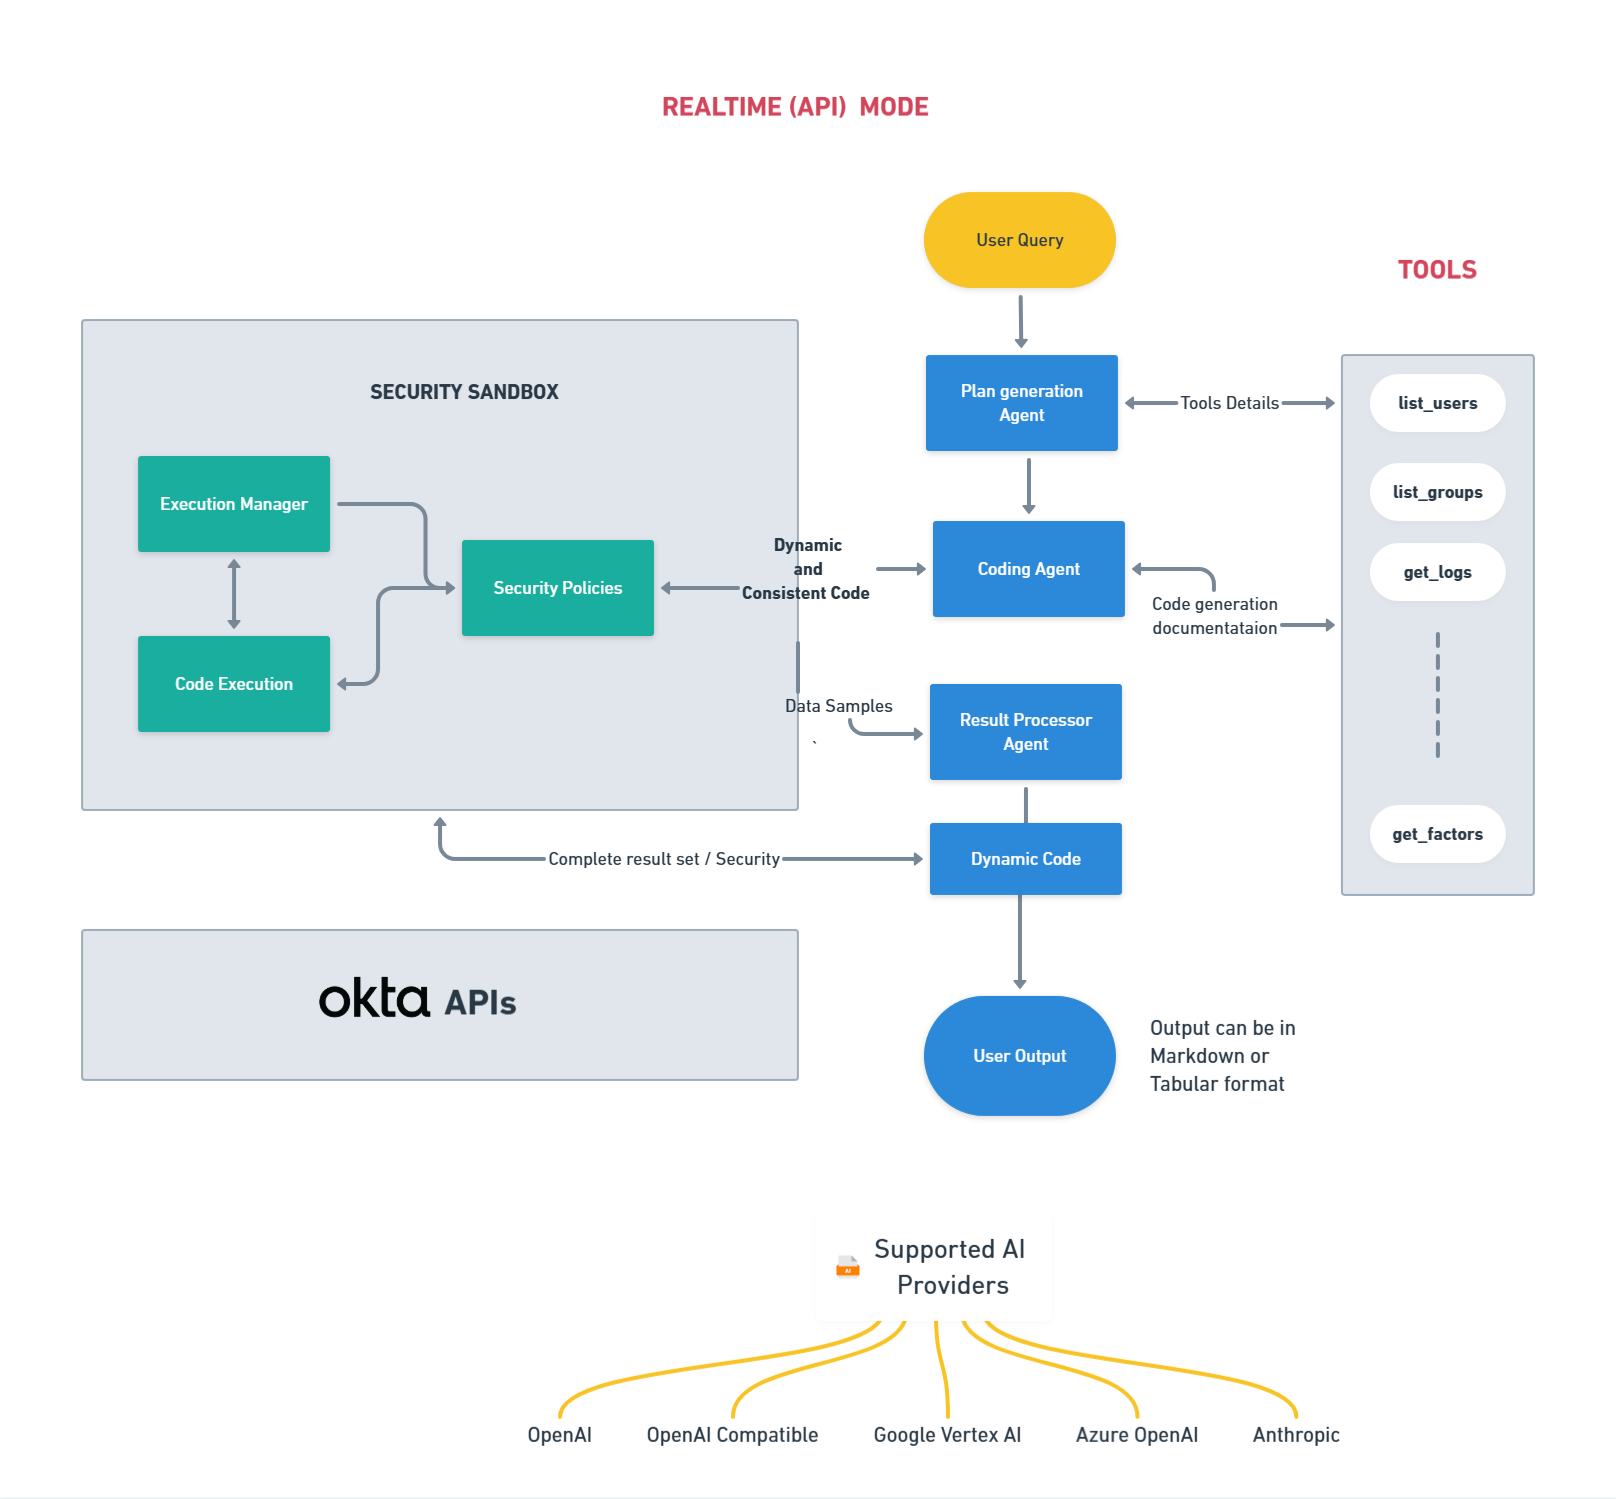 REALTIME (API)  MODE
User Query
TOOLS
SECURITY SANDBOX
Plan generation
Agent
Tools Details
list_users
list_groups
get_logs
get_factors
Execution Manager
Security Policies
Code Execution
Dynamic
and
Consistent Code
Coding Agent
Code generation
documentataion
Data Samples
`
Result Processor
Agent
Complete result set / Security
Dynamic Code
okta APIs
User Output
Output can be in
Markdown or
Tabular format
AI
Supported AI
Providers
OpenAI
OpenAI Compatible
Google Vertex AI
Azure OpenAI
Anthropic